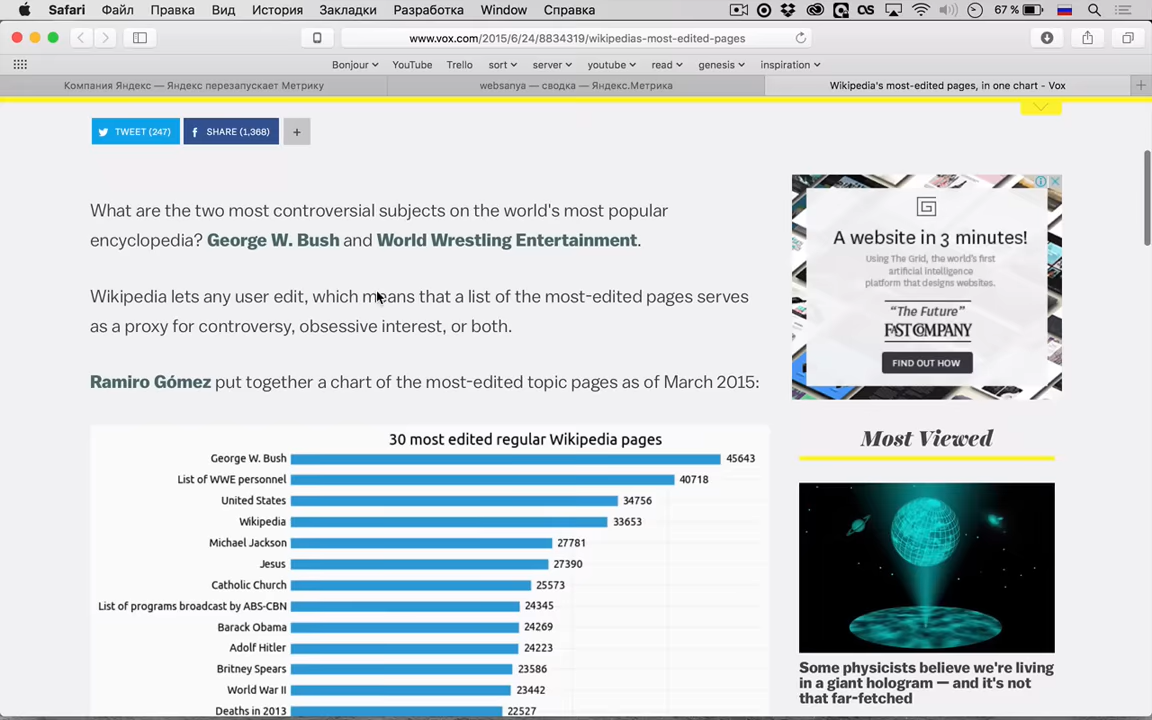 Safari Файл Правка Вид История Закладки Разработка Window Справка 67 %
www.vox.com/2015/6/24/8834319/wikipedias-most-edited-pages
Bonjour YouTube Trello sort server youtube read genesis inspiration
Компания Яндекс — Яндекс перезапускает Метрику websanya — сводка — Яндекс.Метрика Wikipedia's most-edited pages, in one chart - Vox
TWEET (247) SHARE (1,368) +
What are the two most controversial subjects on the world's most popular
encyclopedia? George W. Bush and World Wrestling Entertainment.
Wikipedia lets any user edit, which means that a list of the most-edited pages serves
as a proxy for controversy, obsessive interest, or both.
Ramiro Gómez put together a chart of the most-edited topic pages as of March 2015:
30 most edited regular Wikipedia pages
George W. Bush 45643
List of WWE personnel 40718
United States 34756
Wikipedia 33653
Michael Jackson 27781
Jesus 27390
Catholic Church 25573
List of programs broadcast by ABS-CBN 24345
Barack Obama 24269
Adolf Hitler 24223
Britney Spears 23586
World War II 23442
Deaths in 2013 22527
A website in 3 minutes!
Using The Grid, the world's first
artificial intelligence
platform that designs websites.
“The Future”
FAST COMPANY
FIND OUT HOW
Most Viewed
Some physicists believe we're living
in a giant hologram — and it's not
that far-fetched